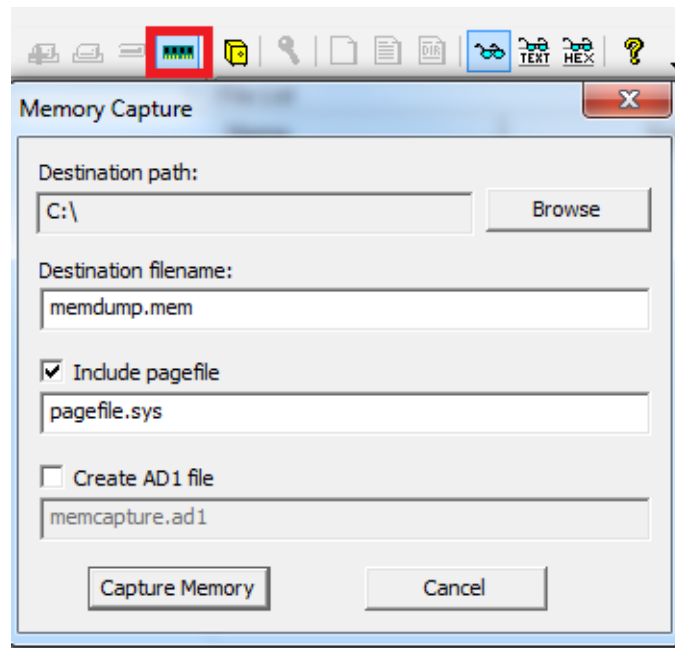 DIR
TEXT
HEX
Memory Capture
Destination path:
C:\
Browse
Destination filename:
memdump.mem
Include pagefile
pagefile.sys
Create AD1 file
memcapture.ad1
Capture Memory
Cancel